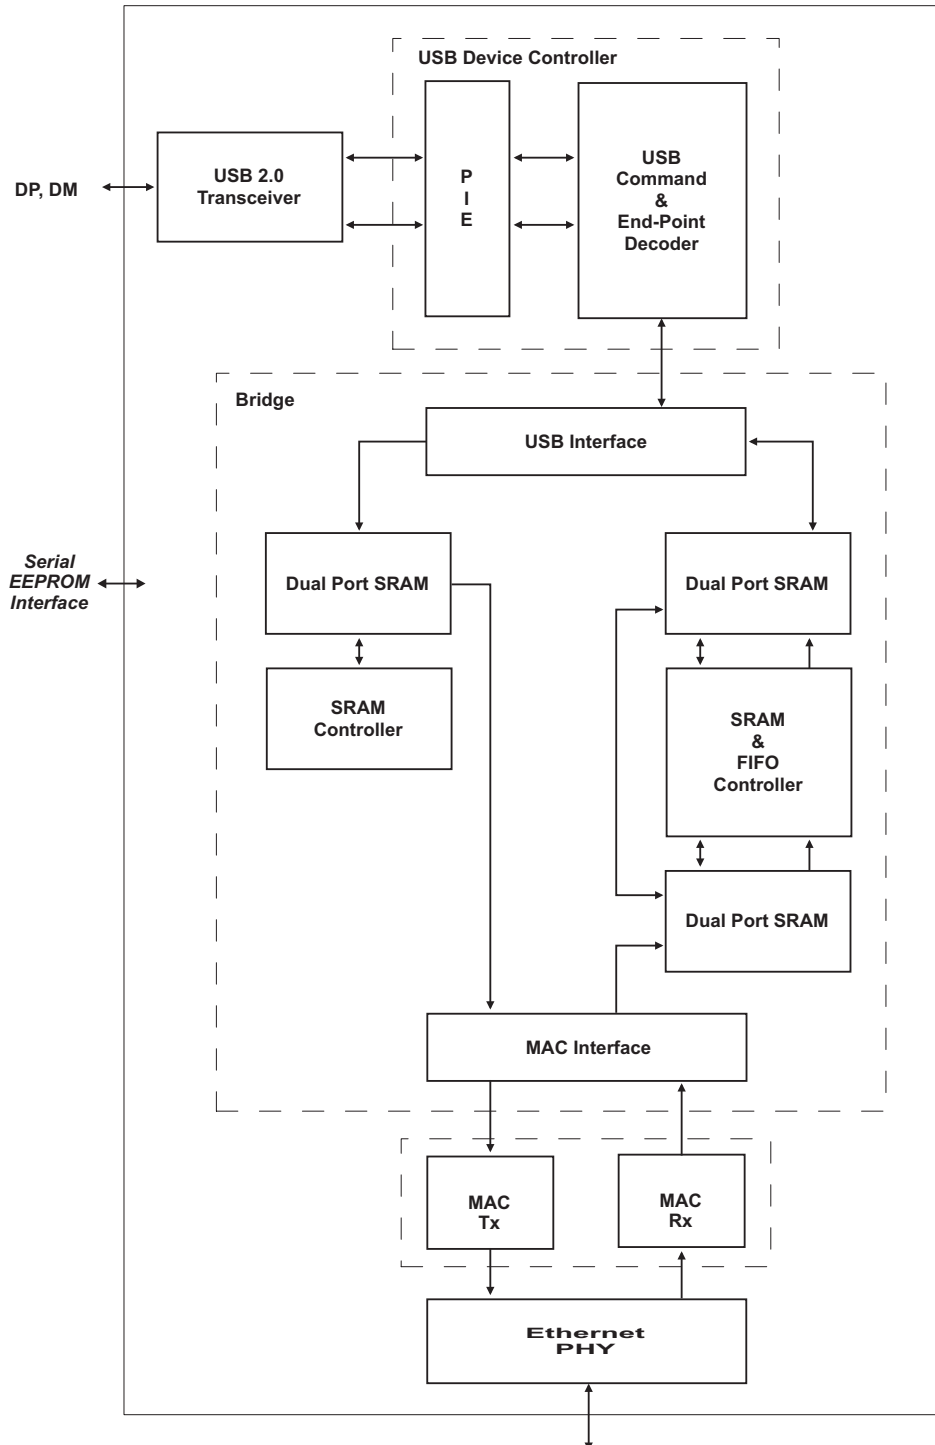 USB Device Controller
USB 2.0
Transceiver
P
I
E
USB
Command
&
End-Point
Decoder
DP, DM
Bridge
USB Interface
Serial
EEPROM
Interface
Dual Port SRAM
Dual Port SRAM
SRAM
Controller
SRAM
&
FIFO
Controller
Dual Port SRAM
MAC Interface
MAC
Tx
MAC
Rx
Ethernet
PHY